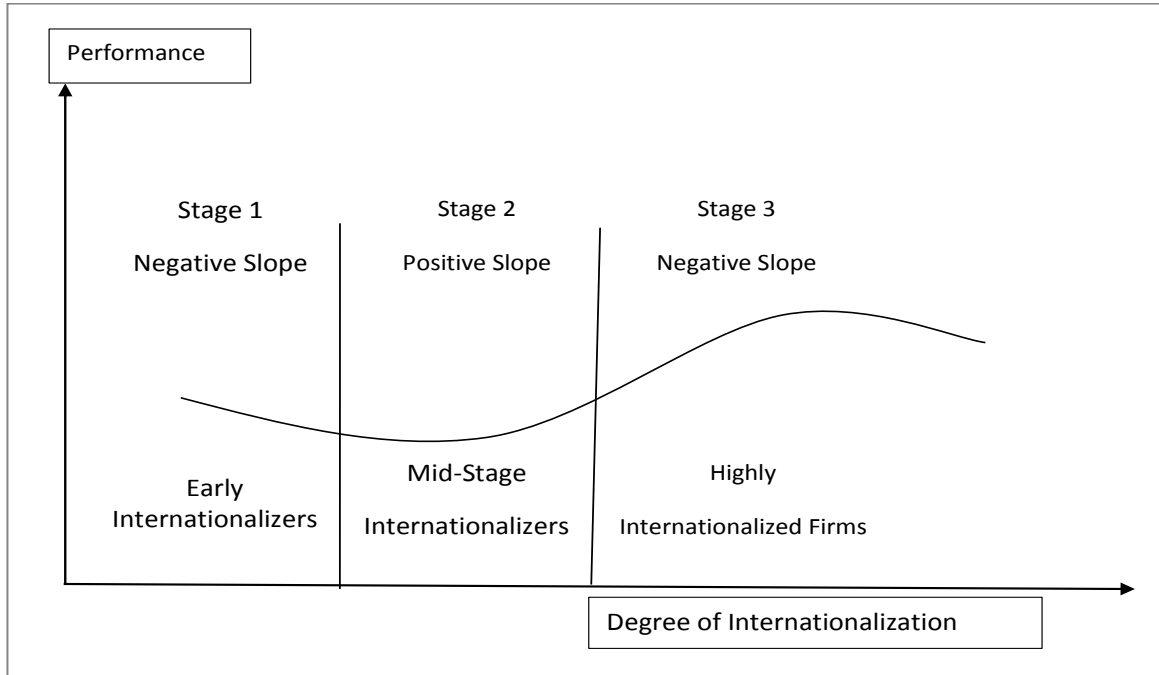 Performance
Stage 1
Negative Slope
Stage 2
Positive Slope
Stage 3
Negative Slope
Early
Internationalizers
Mid-Stage
Internationalizers
Highly
Internationalized Firms
Degree of Internationalization